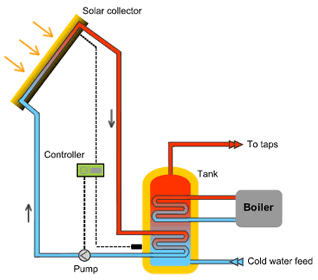 Solar collector
To taps
Controller
Tank
Boiler
Pump
Cold water feed